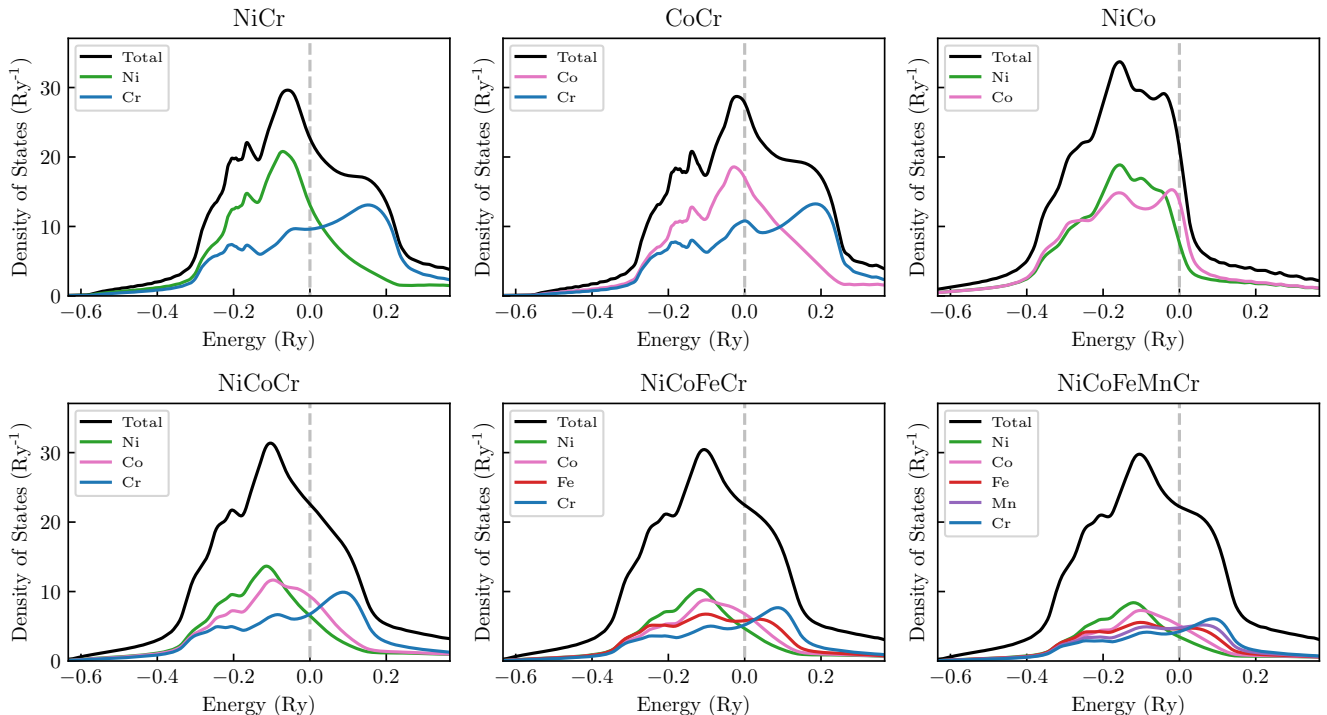 NiCr
Density of States (Ry⁻¹)
30
20
10
0
Total
Ni
Cr
−0.6 −0.4 −0.2 0.0 0.2
Energy (Ry)
CoCr
Density of States (Ry⁻¹)
Total
Co
Cr
−0.6 −0.4 −0.2 0.0 0.2
Energy (Ry)
NiCo
Density of States (Ry⁻¹)
Total
Ni
Co
−0.6 −0.4 −0.2 0.0 0.2
Energy (Ry)
NiCoCr
Density of States (Ry⁻¹)
30
20
10
0
Total
Ni
Co
Cr
−0.6 −0.4 −0.2 0.0 0.2
Energy (Ry)
NiCoFeCr
Density of States (Ry⁻¹)
Total
Ni
Co
Fe
Cr
−0.6 −0.4 −0.2 0.0 0.2
Energy (Ry)
NiCoFeMnCr
Density of States (Ry⁻¹)
Total
Ni
Co
Fe
Mn
Cr
−0.6 −0.4 −0.2 0.0 0.2
Energy (Ry)